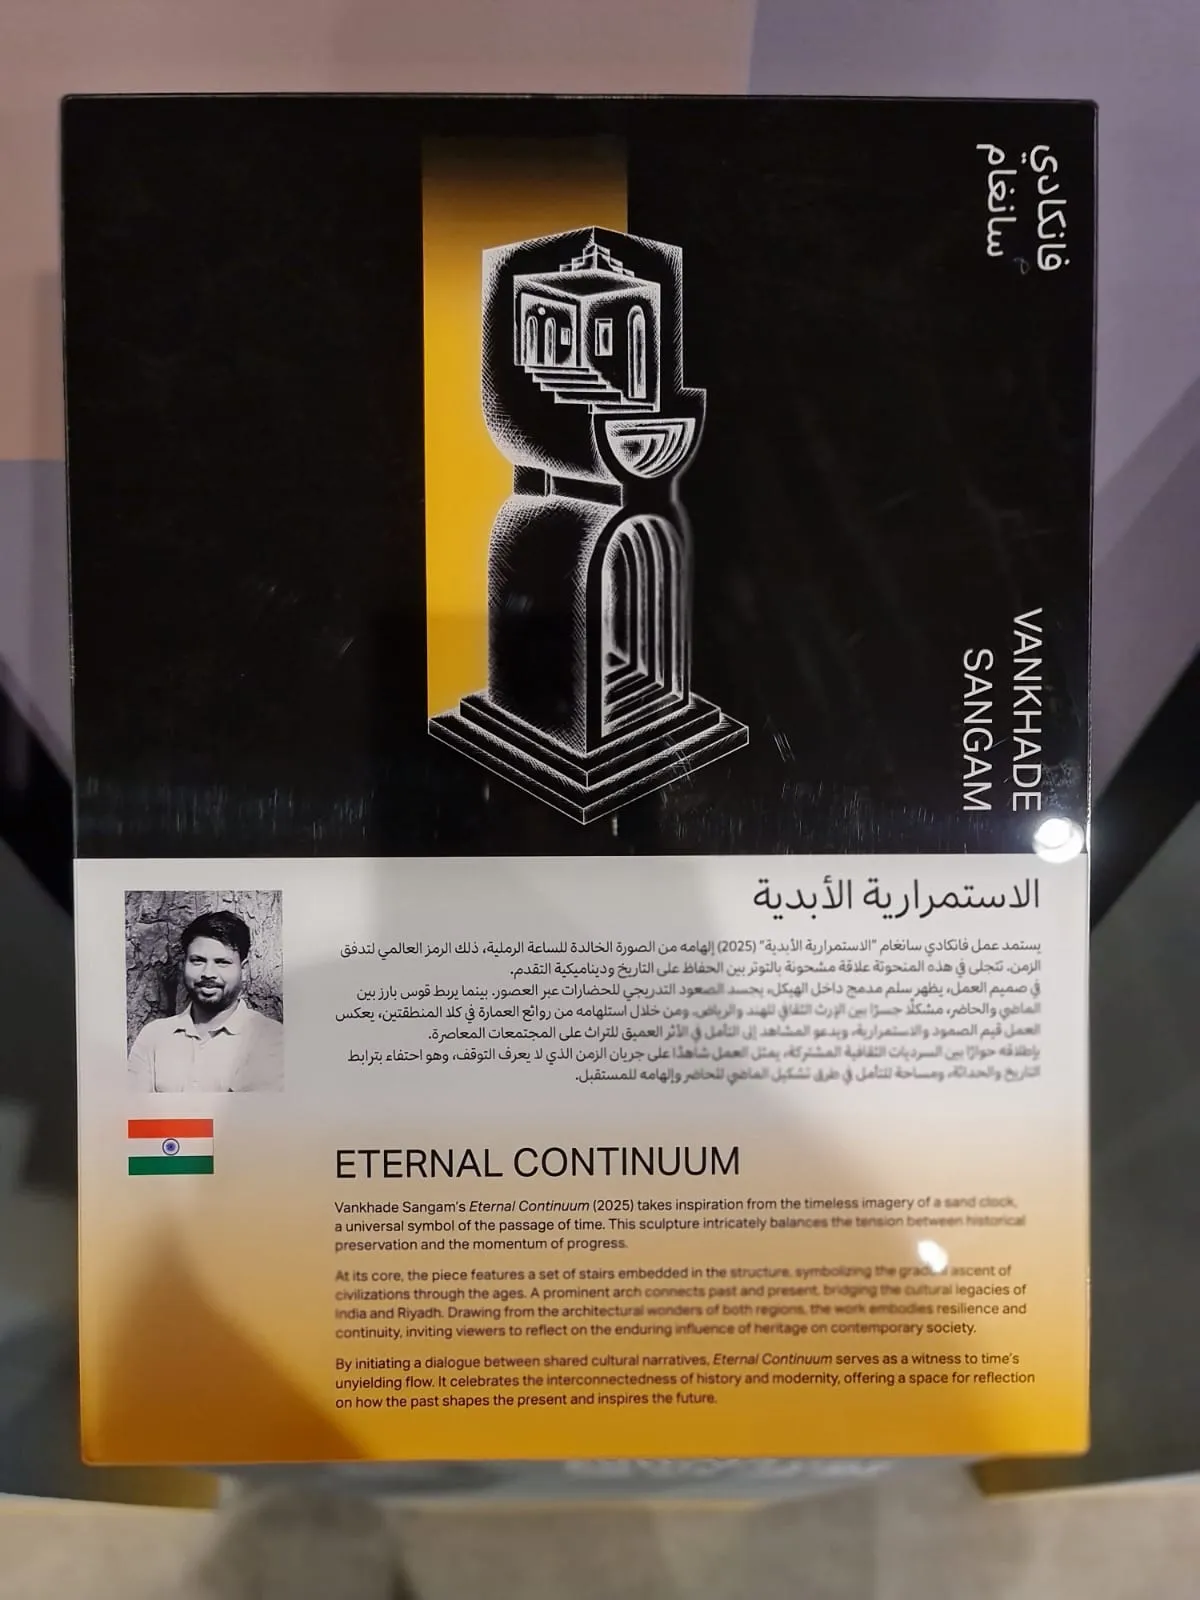 فانكادي
سانغام
VANKHADE
SANGAM
الاستمرارية الأبدية
يستمد عمل فانكادي سانغام "الاستمرارية الأبدية" (2025) إلهامه من الصورة الخالدة للساعة الرملية، ذلك الرمز العالمي لتدفق
الزمن. تتجلى في هذه المنحوتة علاقة مشحونة بالتوتر بين الحفاظ على التاريخ وديناميكية التقدم.
في صميم العمل، يظهر سلم مدمج داخل الهيكل، يجسد الصعود التدريجي للحضارات عبر العصور. بينما يربط قوس بارز بين
الماضي والحاضر، مشكلًا جسرًا بين الإرث الثقافي للهند والرياض. ومن خلال استلهامه من روائع العمارة في كلا المنطقتين، يعكس
العمل قيم الصمود والاستمرارية، ويدعو المشاهد إلى التأمل في الأثر العميق للتراث على المجتمعات المعاصرة.
بإطلاقه حوارًا بين السرديات الثقافية المشتركة، يمثل العمل شاهدًا على جريان الزمن الذي لا يعرف التوقف، وهو احتفاء بترابط
التاريخ والحداثة، ومساحة للتأمل في طرق تشكيل الماضي للحاضر وإلهامه للمستقبل.
ETERNAL CONTINUUM
Vankhade Sangam's Eternal Continuum (2025) takes inspiration from the timeless imagery of a sand clock,
a universal symbol of the passage of time. This sculpture intricately balances the tension between historical
preservation and the momentum of progress.
At its core, the piece features a set of stairs embedded in the structure, symbolizing the gradual ascent of
civilizations through the ages. A prominent arch connects past and present, bridging the cultural legacies of
India and Riyadh. Drawing from the architectural wonders of both regions, the work embodies resilience and
continuity, inviting viewers to reflect on the enduring influence of heritage on contemporary society.
By initiating a dialogue between shared cultural narratives, Eternal Continuum serves as a witness to time's
unyielding flow. It celebrates the interconnectedness of history and modernity, offering a space for reflection
on how the past shapes the present and inspires the future.